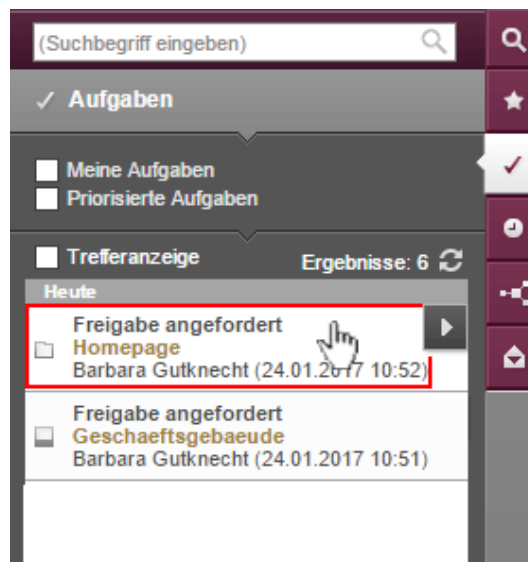 (Suchbegriff eingeben)
Aufgaben
Meine Aufgaben
Priorisierte Aufgaben
Trefferanzeige Ergebnisse: 6
Heute
Freigabe angefordert
Homepage
Barbara Gutknecht (24.01.2017 10:52)
Freigabe angefordert
Geschaeftsgebaeude
Barbara Gutknecht (24.01.2017 10:51)